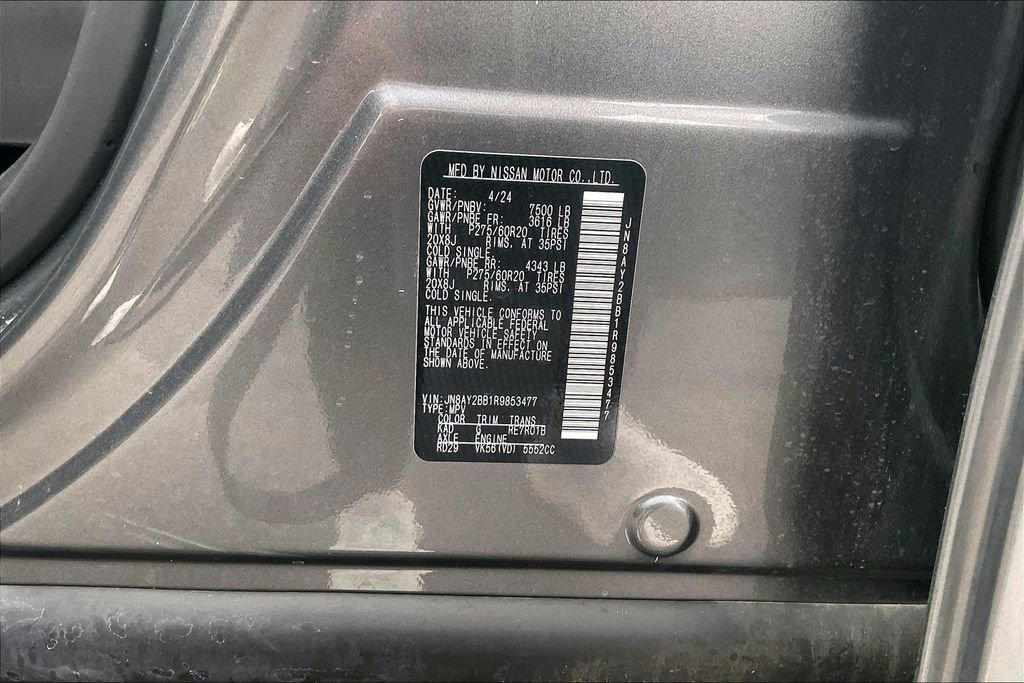 MFD BY NISSAN MOTOR CO.,LTD.
DATE: 4/24
GVWR/PNBV: 7500 LB
GAWR/PNBE FR: 3616 LB
WITH P275/60R20 TIRES
20X8J RIMS. AT 35PSI
COLD SINGLE.
GAWR/PNBE RR: 4343 LB
WITH P275/60R20 TIRES
20X8J RIMS. AT 35PSI
COLD SINGLE.
THIS VEHICLE CONFORMS TO
ALL APPLICABLE FEDERAL
MOTOR VEHICLE SAFETY
STANDARDS IN EFFECT ON
THE DATE OF MANUFACTURE
SHOWN ABOVE.
VIN:JN8AY2BB1R9853477
TYPE:MPV
COLOR TRIM TRANS
KAD G RE7R01B
AXLE ENGINE
RD29 VK56(VD) 5552CC
JN8AY2BB1R9853477